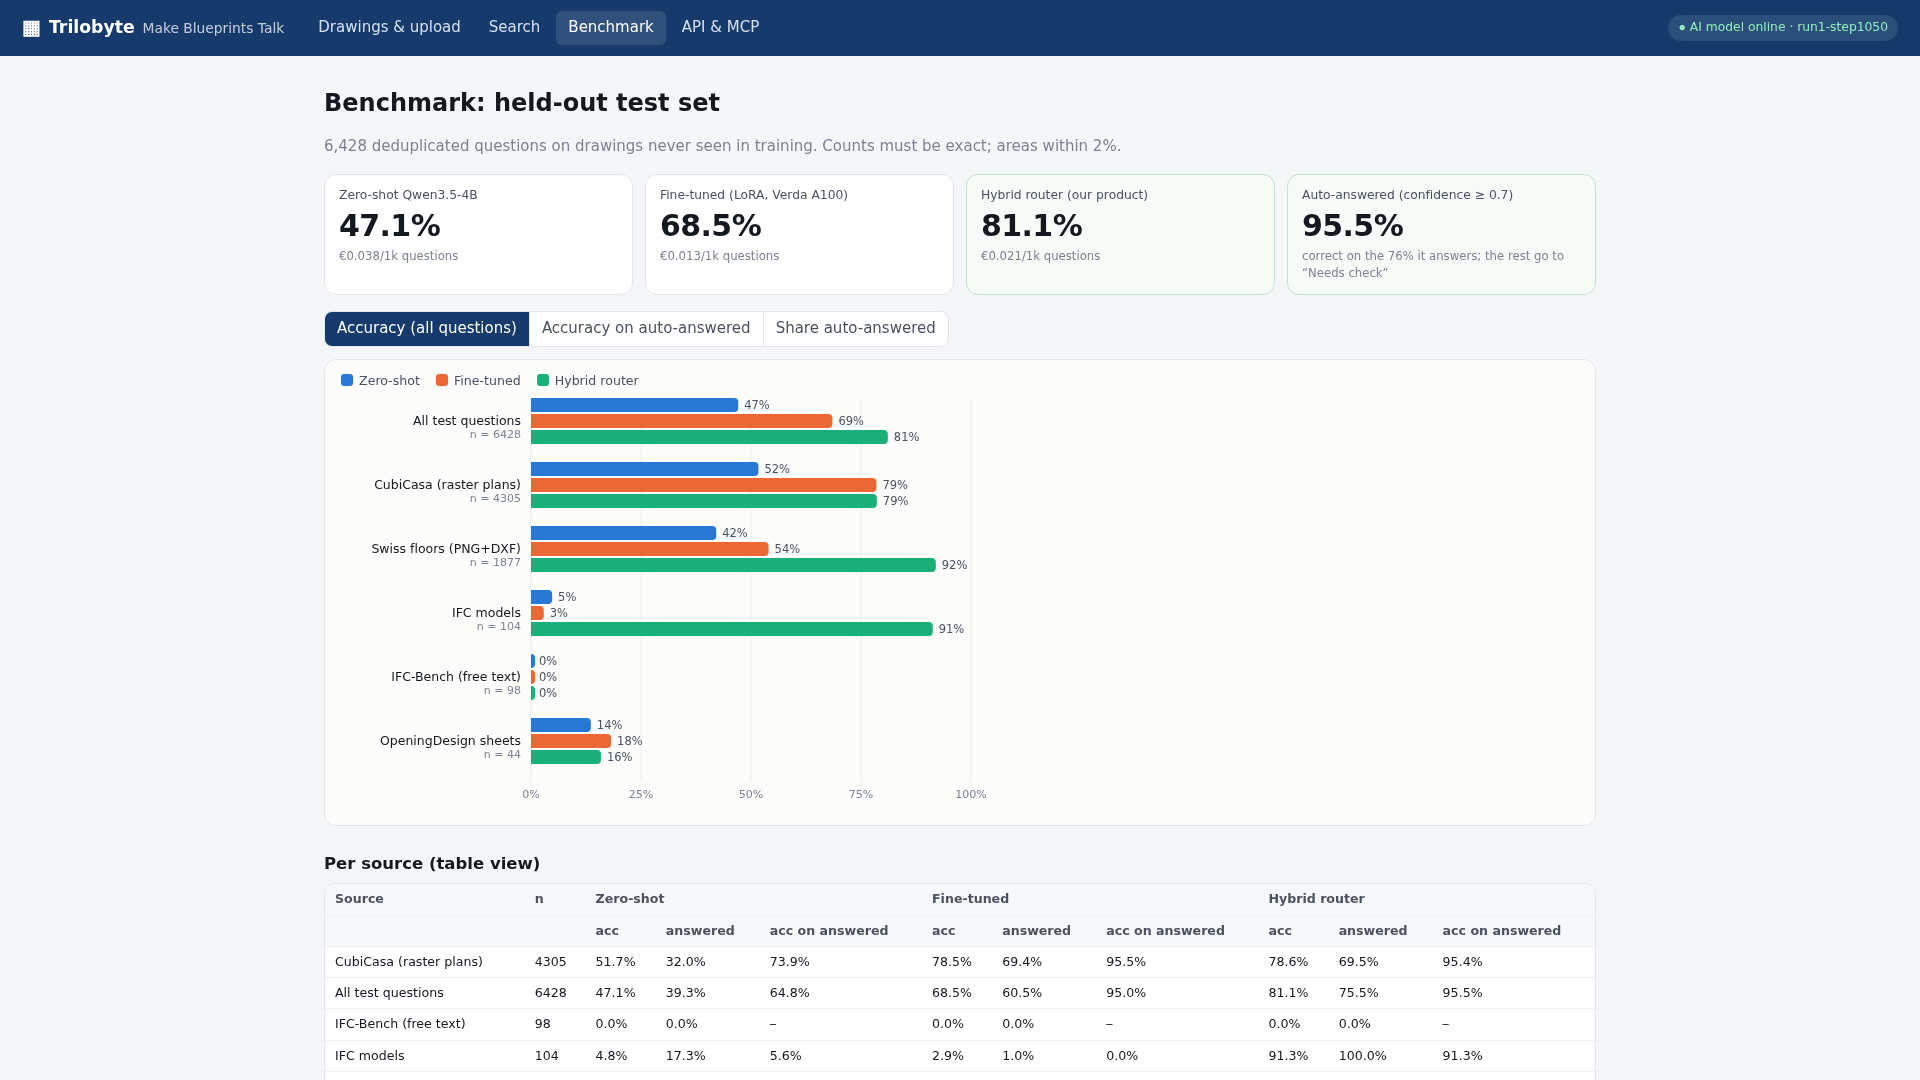 ▦ Trilobyte Make Blueprints Talk Drawings & upload Search Benchmark API & MCP ● AI model online · run1-step1050
Benchmark: held-out test set
6,428 deduplicated questions on drawings never seen in training. Counts must be exact; areas within 2%.
Zero-shot Qwen3.5-4B
47.1%
€0.038/1k questions
Fine-tuned (LoRA, Verda A100)
68.5%
€0.013/1k questions
Hybrid router (our product)
81.1%
€0.021/1k questions
Auto-answered (confidence ≥ 0.7)
95.5%
correct on the 76% it answers; the rest go to
“Needs check”
Accuracy (all questions) Accuracy on auto-answered Share auto-answered
Zero-shot Fine-tuned Hybrid router
All test questions
n = 6428
47%
69%
81%
CubiCasa (raster plans)
n = 4305
52%
79%
79%
Swiss floors (PNG+DXF)
n = 1877
42%
54%
92%
IFC models
n = 104
5%
3%
91%
IFC-Bench (free text)
n = 98
0%
0%
0%
OpeningDesign sheets
n = 44
14%
18%
16%
0% 25% 50% 75% 100%
Per source (table view)
Source n Zero-shot Fine-tuned Hybrid router
acc answered acc on answered acc answered acc on answered acc answered acc on answered
CubiCasa (raster plans) 4305 51.7% 32.0% 73.9% 78.5% 69.4% 95.5% 78.6% 69.5% 95.4%
All test questions 6428 47.1% 39.3% 64.8% 68.5% 60.5% 95.0% 81.1% 75.5% 95.5%
IFC-Bench (free text) 98 0.0% 0.0% – 0.0% 0.0% – 0.0% 0.0% –
IFC models 104 4.8% 17.3% 5.6% 2.9% 1.0% 0.0% 91.3% 100.0% 91.3%